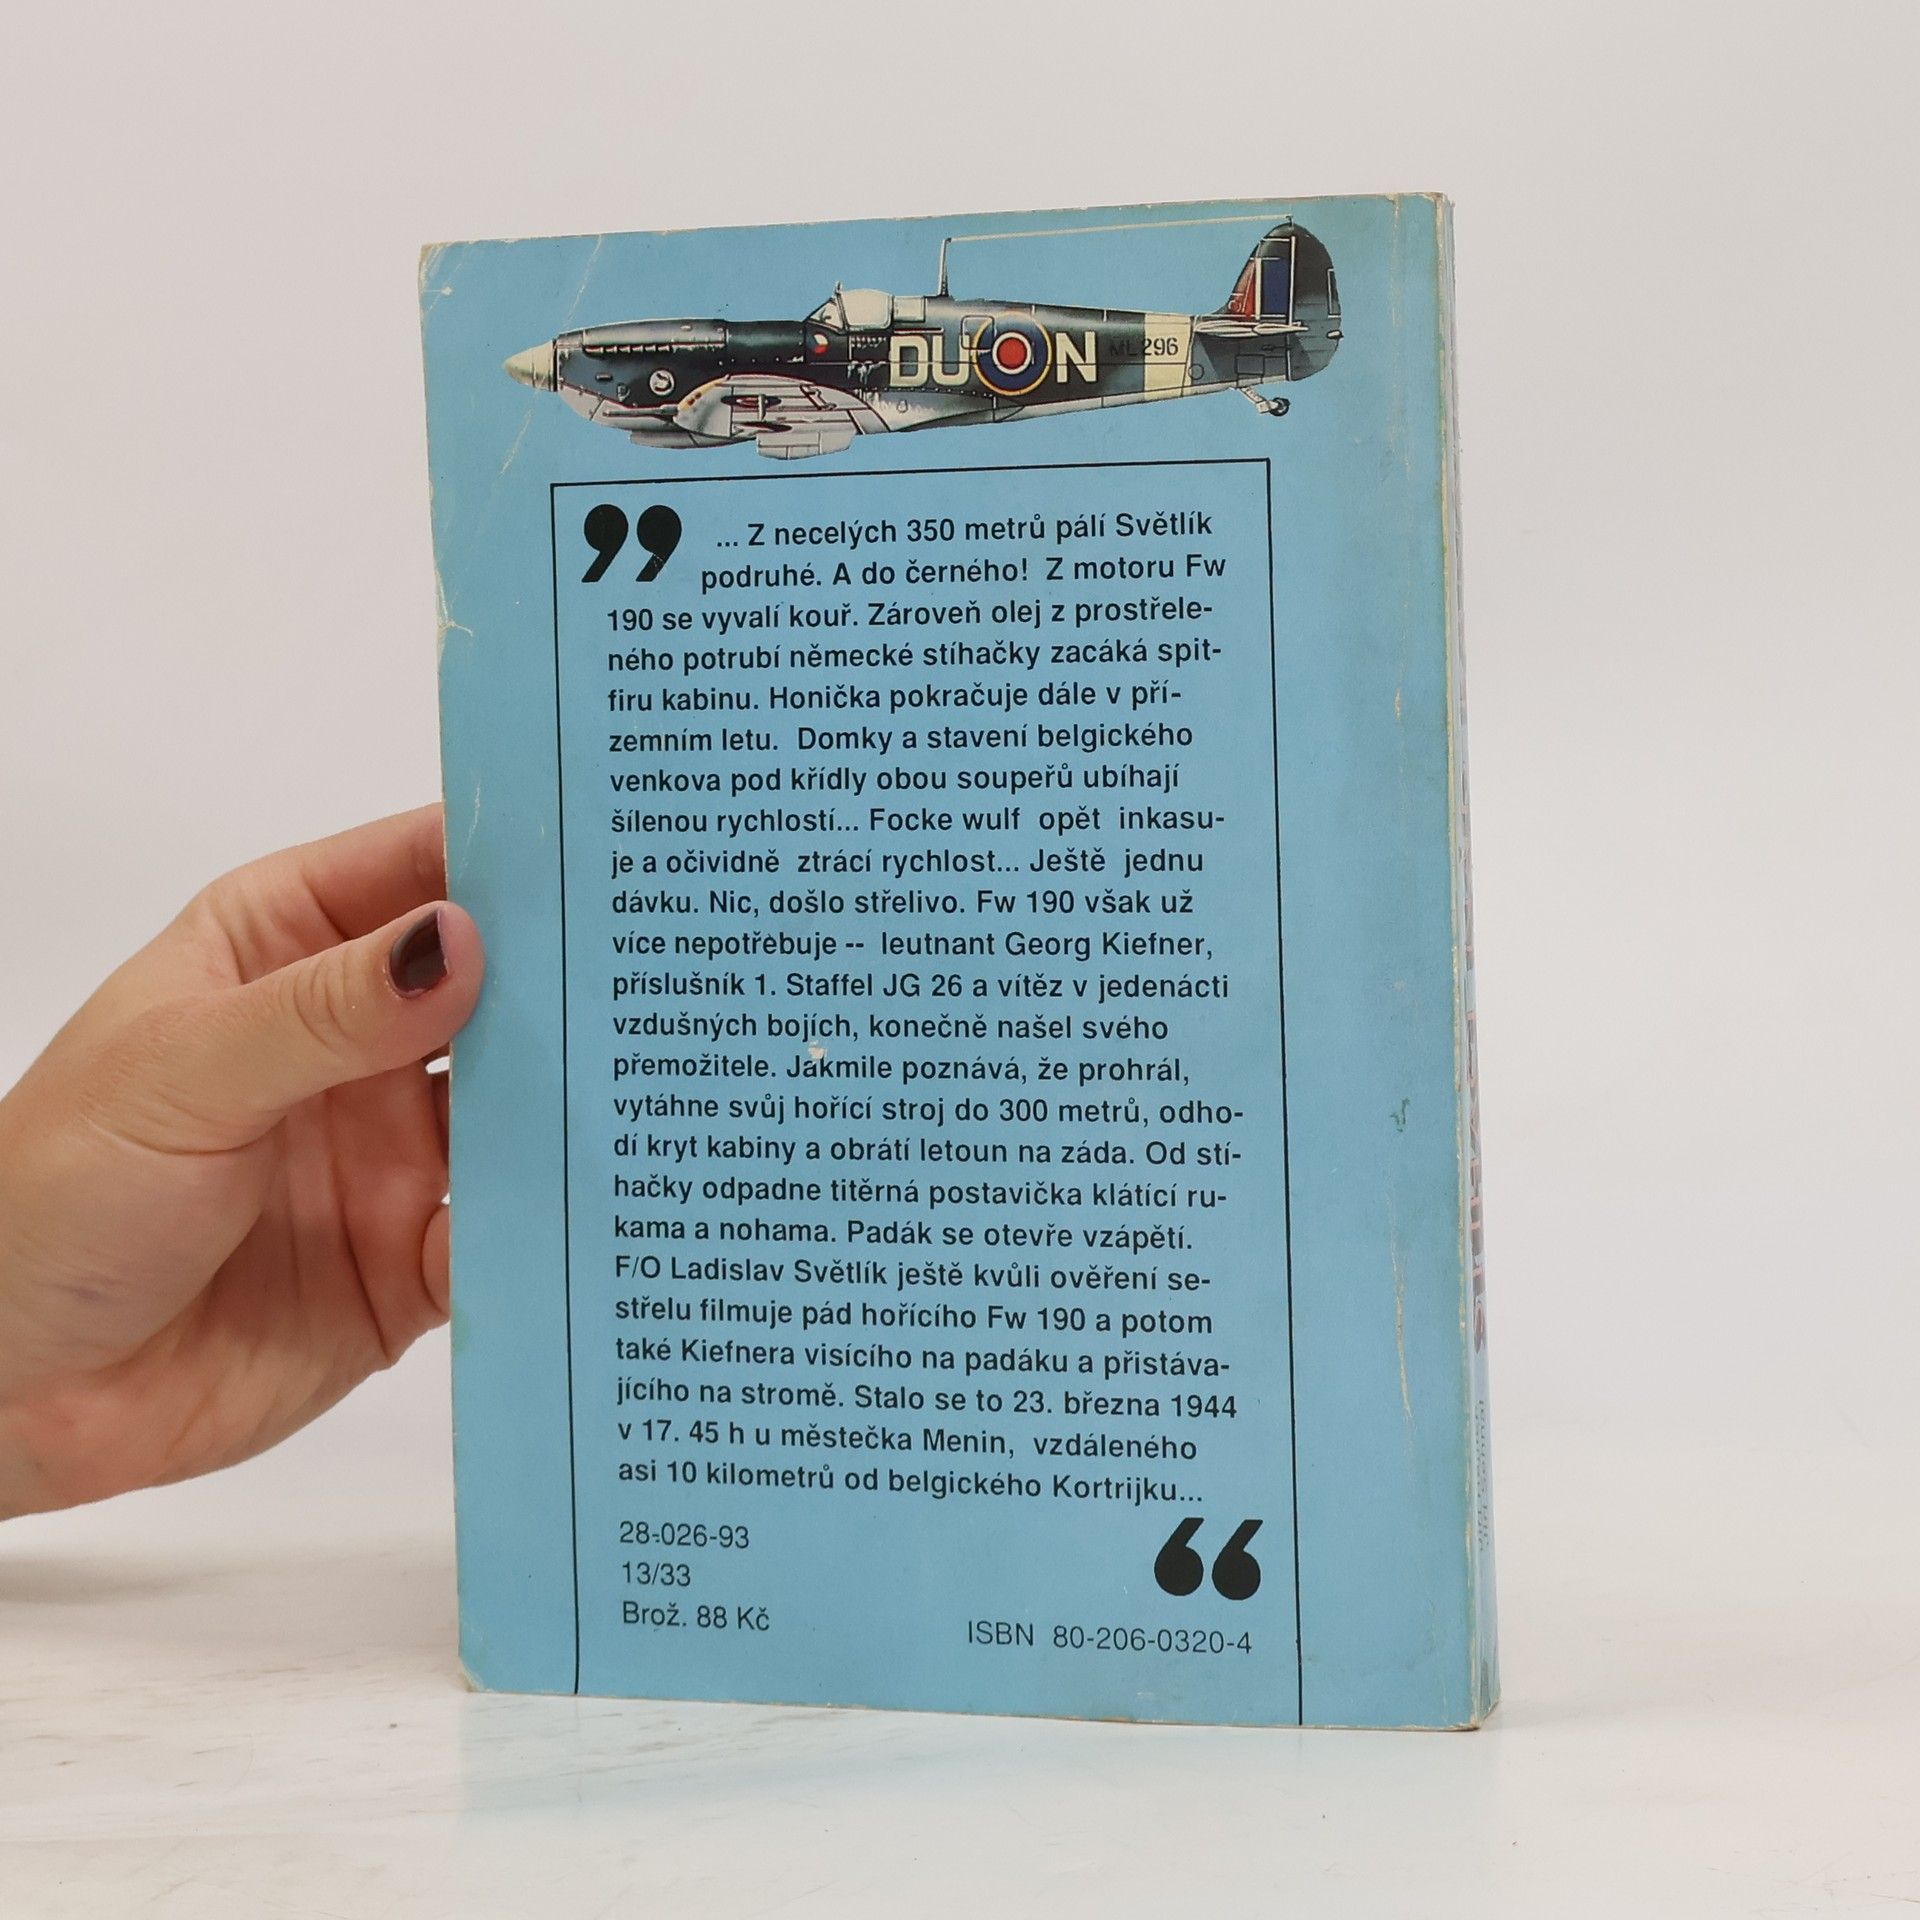 DU N ML296
... Z necelých 350 metrů pálí Světlík
podruhé. A do černého! Z motoru Fw
190 se vyvalí kouř. Zároveň olej z prostřele-
ného potrubí německé stíhačky zacáká spit-
firu kabinu. Honička pokračuje dále v pří-
zemním letu. Domky a stavení belgického
venkova pod křídly obou soupeřů ubíhají
šílenou rychlostí... Focke wulf opět inkasu-
je a očividně ztrácí rychlost... Ještě jednu
dávku. Nic, došlo střelivo. Fw 190 však už
více nepotřebuje -- leutnant Georg Kiefner,
příslušník 1. Staffel JG 26 a vítěz v jedenácti
vzdušných bojích, konečně našel svého
přemožitele. Jakmile poznává, že prohrál,
vytáhne svůj hořící stroj do 300 metrů, odho-
dí kryt kabiny a obrátí letoun na záda. Od stí-
hačky odpadne titěrná postavička klátící ru-
kama a nohama. Padák se otevře vzápětí.
F/O Ladislav Světlík ještě kvůli ověření se-
střelu filmuje pád hořícího Fw 190 a potom
také Kiefnera visícího na padáku a přistáva-
jícího na stromě. Stalo se to 23. března 1944
v 17. 45 h u městečka Menin, vzdáleného
asi 10 kilometrů od belgického Kortrijku...
28-026-93
13/33
Brož. 88 Kč
ISBN 80-206-0320-4